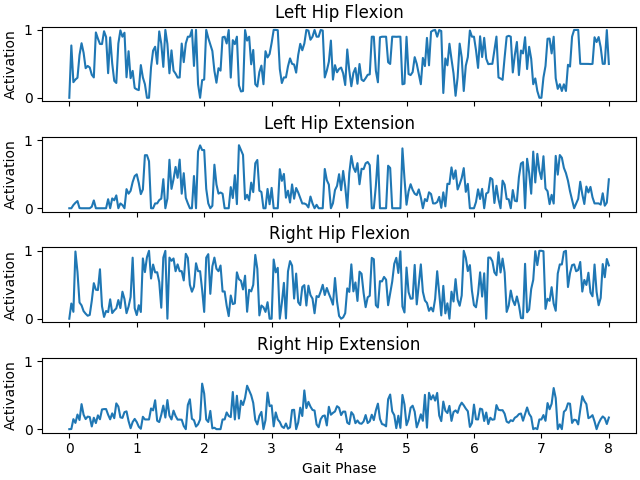 Left Hip Flexion
1
Activation
0
Left Hip Extension
1
Activation
0
Right Hip Flexion
1
Activation
0
Right Hip Extension
1
Activation
0
0 1 2 3 4 5 6 7 8
Gait Phase